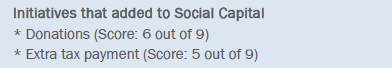 Initiatives that added to Social Capital
* Donations (Score: 6 out of 9)
* Extra tax payment (Score: 5 out of 9)